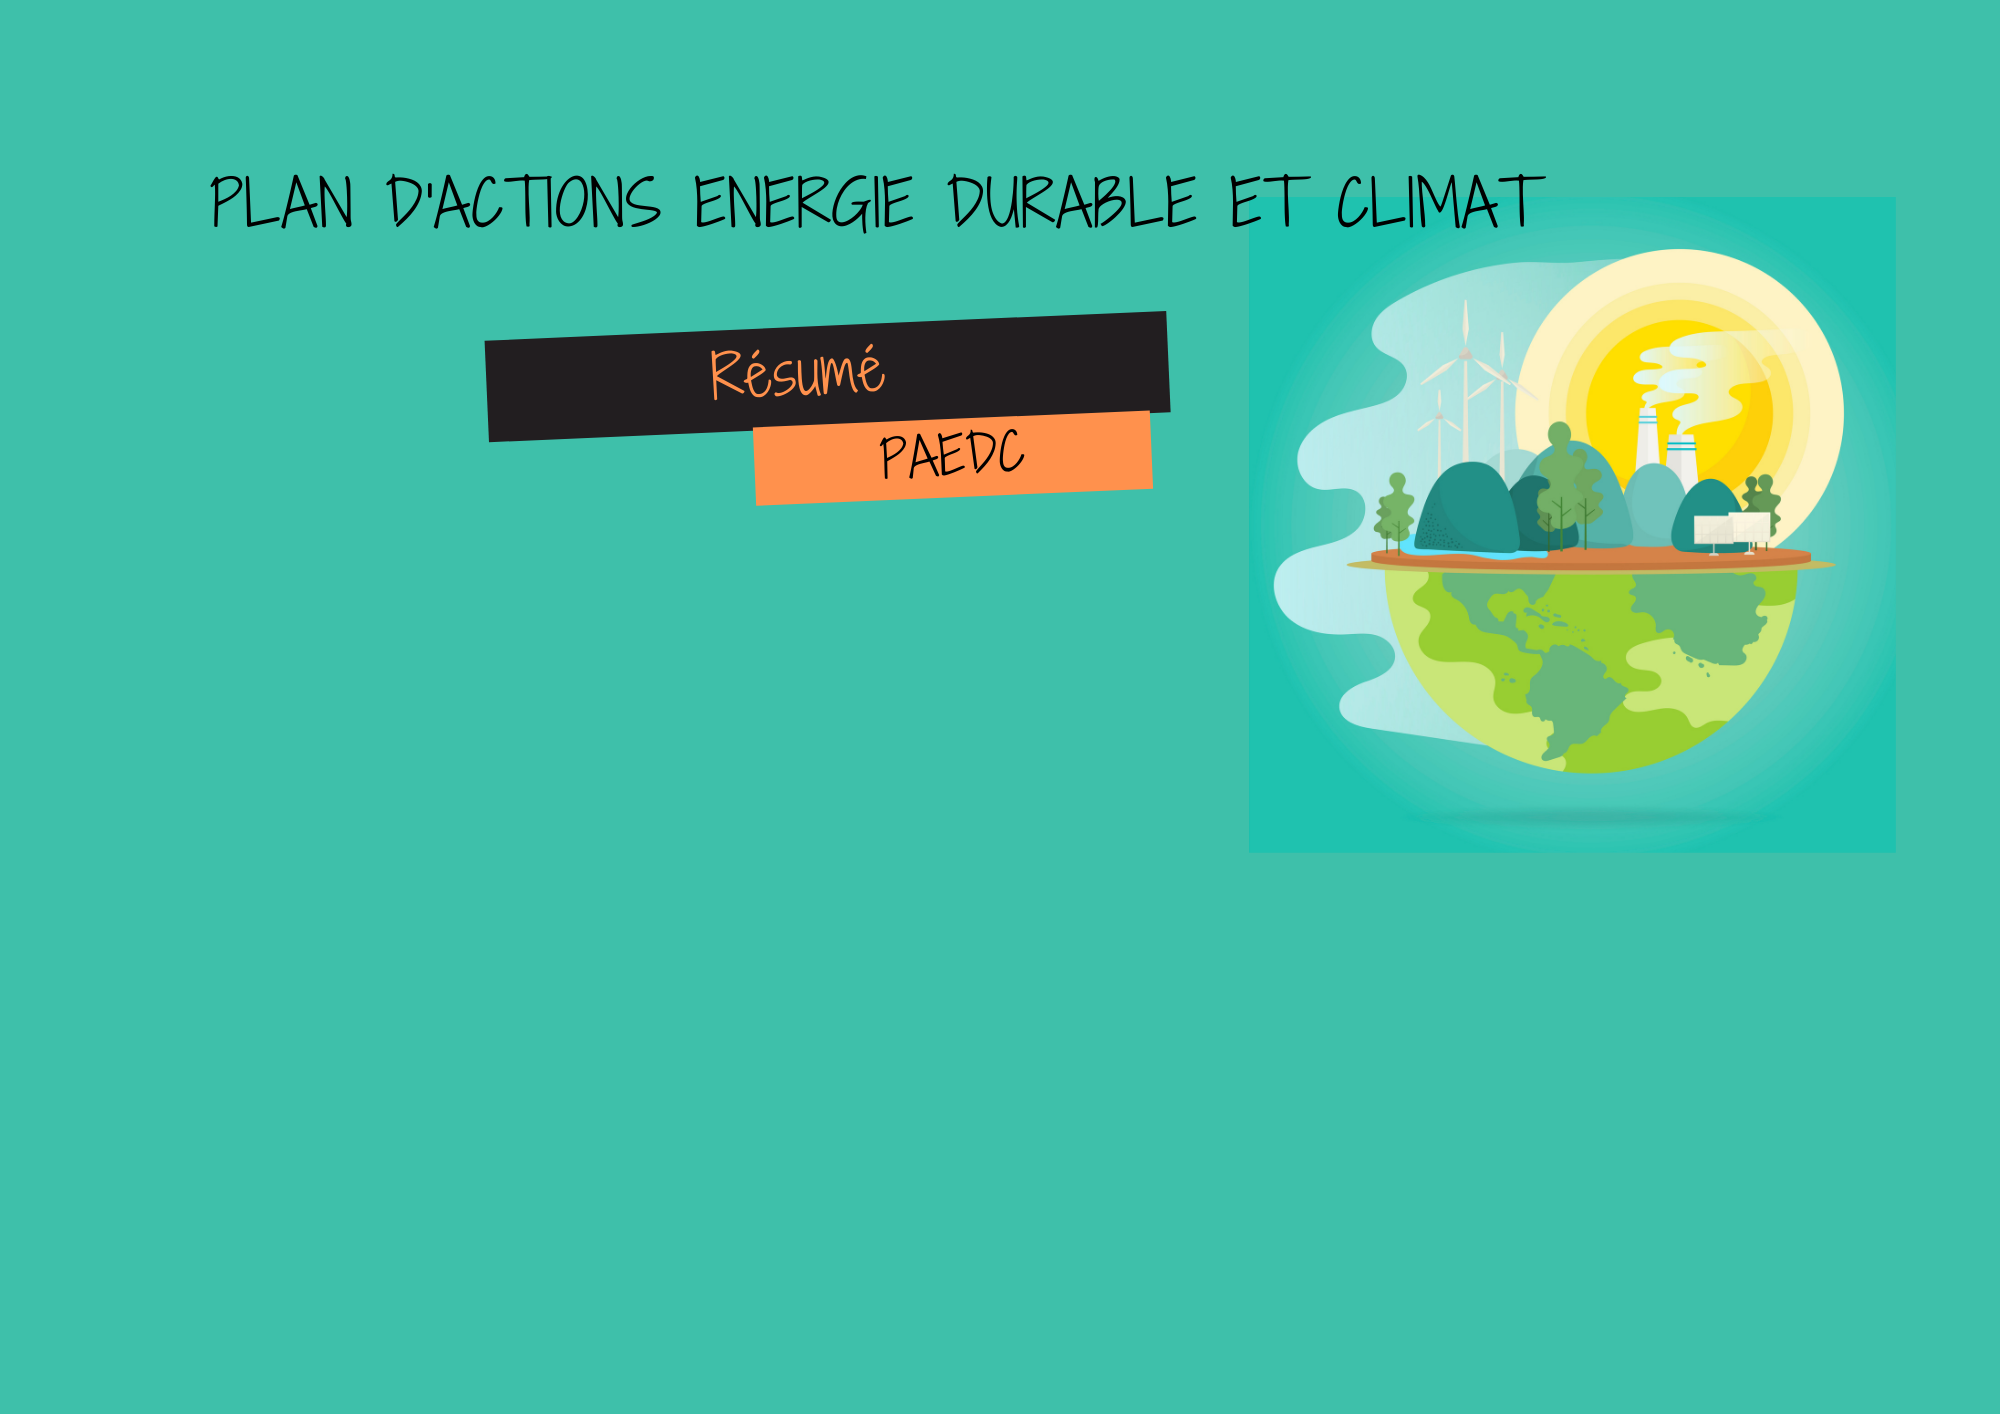 PLAN D'ACTIONS ENERGIE DURABLE ET CLIMAT
Résumé
PAEDC